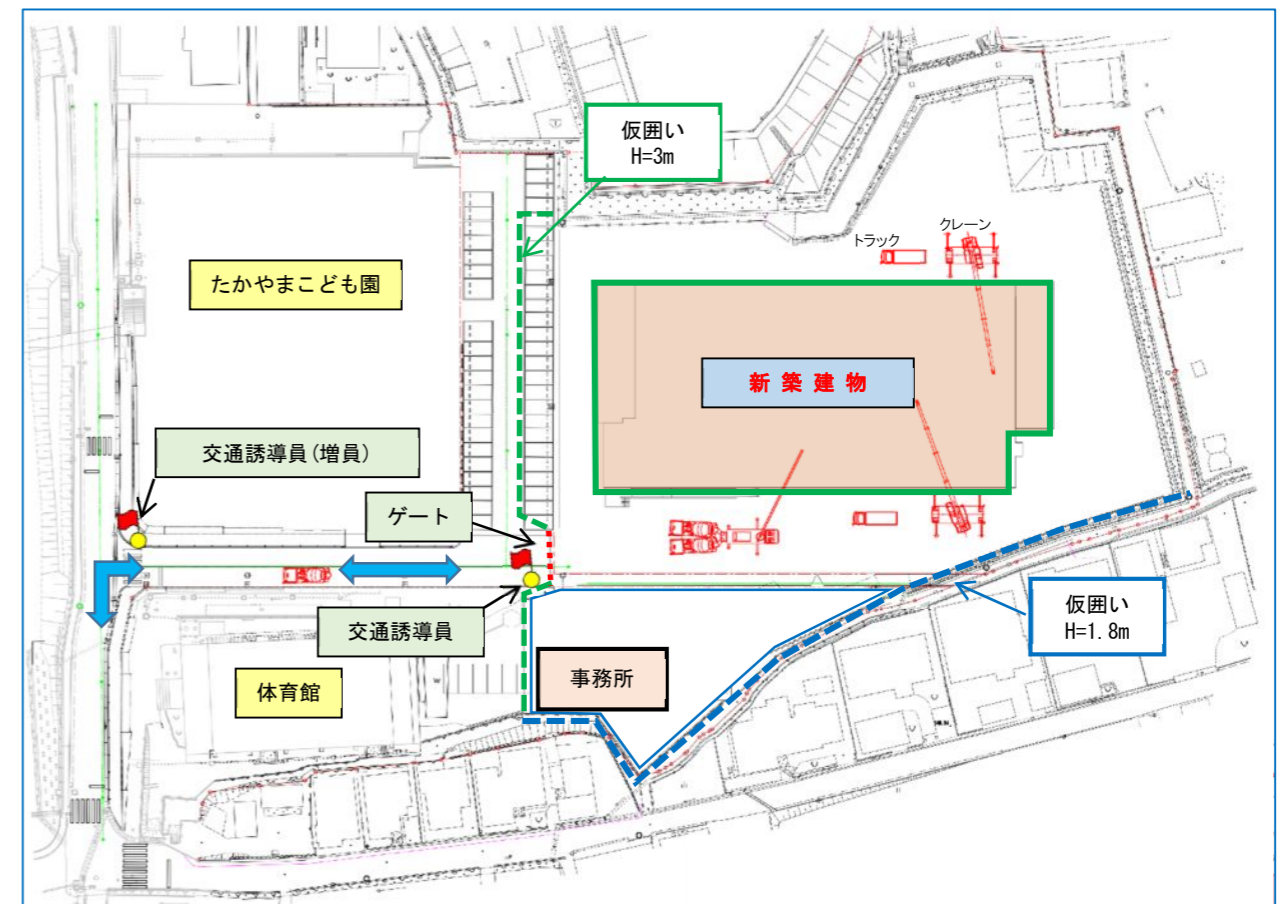 仮囲い
H=3m
トラック
クレーン
たかやまこども園
新築建物
交通誘導員(増員)
ゲート
交通誘導員
仮囲い
H=1.8m
事務所
体育館